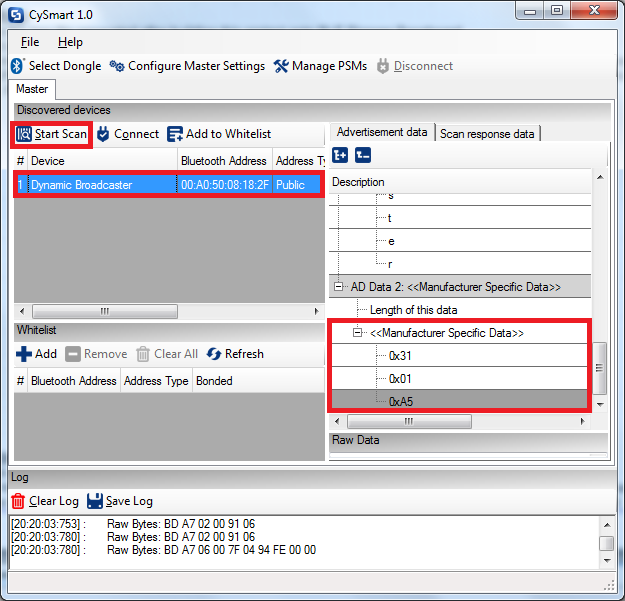 CySmart 1.0
File Help
Select Dongle Configure Master Settings Manage PSMs Disconnect
Master
Discovered devices
Start Scan Connect Add to Whitelist
# Device Bluetooth Address Address Ty
1 Dynamic Broadcaster 00:A0:50:08:18:2F Public
Whitelist
Add Remove Clear All Refresh
# Bluetooth Address Address Type Bonded
Advertisement data Scan response data
Description
s
t
e
r
AD Data 2: <<Manufacturer Specific Data>>
Length of this data
<<Manufacturer Specific Data>>
0x31
0x01
0xA5
Raw Data
Log
Clear Log Save Log
[20:20:03:753] : Raw Bytes: BD A7 02 00 91 06
[20:20:03:780] : Raw Bytes: BD A7 02 00 91 06
[20:20:03:780] : Raw Bytes: BD A7 06 00 7F 04 94 FE 00 00